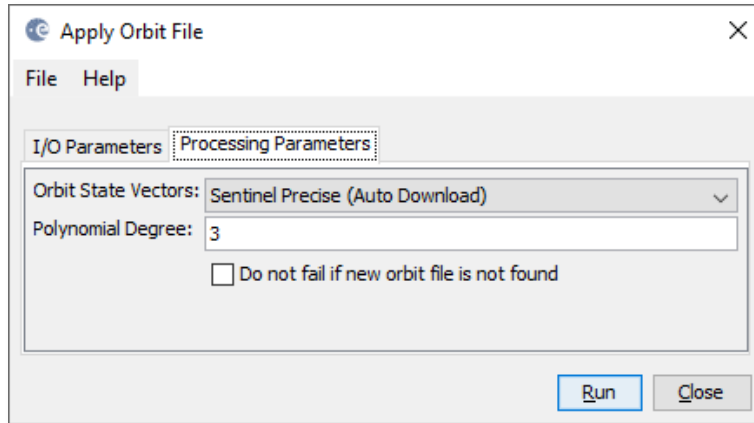 Apply Orbit File
File Help
I/O Parameters Processing Parameters
Orbit State Vectors: Sentinel Precise (Auto Download)
Polynomial Degree: 3
Do not fail if new orbit file is not found
Run Close